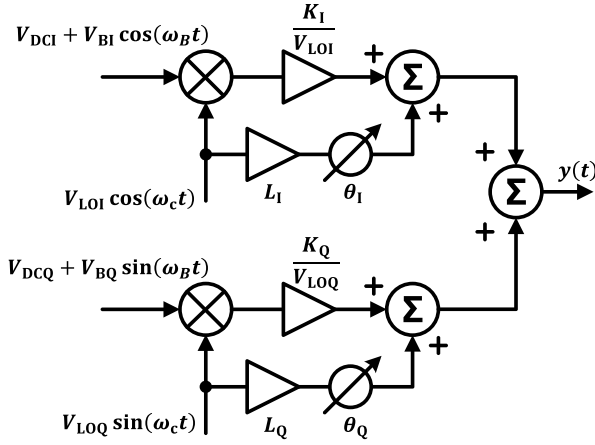 V_DCI + V_BI cos(ω_B t)
K_I
V_LOI
+
Σ
+
V_LOI cos(ω_c t)
L_I
θ_I
+
Σ
y(t)
+
V_DCQ + V_BQ sin(ω_B t)
K_Q
V_LOQ
+
Σ
+
V_LOQ sin(ω_c t)
L_Q
θ_Q